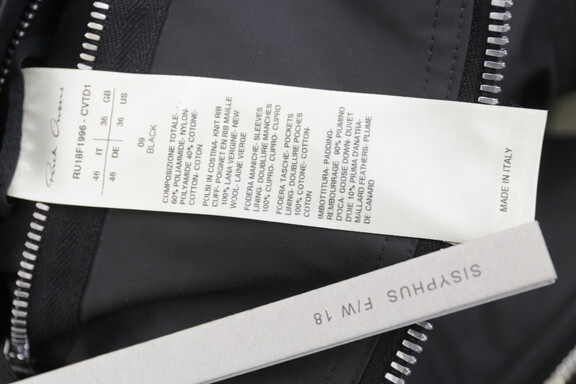 Rick Owens
RU18F1996 - CVTD1
IT 46 GB 36 US 36
DE 46
09
BLACK
COMPOSIZIONE TOTALE-
60% POLIAMMIDE- NYLON-
POLYAMIDE 40% COTONE-
COTTON- COTON
POLSI IN COSTINA- KNIT RIB
CUFF- POIGNET EN RIB MAILLE
100% LANA VERGINE- NEW
WOOL- LAINE VIERGE
FODERA MANICHE- SLEEVES
LINING- DOUBLURE MANCHES
100% CUPRO- CUPRO- CUPRO
FODERA TASCHE- POCKETS
LINING- DOUBLURE POCHES
100% COTONE- COTTON-
COTON
IMBOTTITURA- PADDING-
REMBOURRAGE 90% PIUMINO
D'OCA- GOOSE DOWN- DUVET
D'OIE 10% PIUMA D'ANATRA-
MALLARD FEATHERS- PLUME
DE CANARD
MADE IN ITALY
SISYPHUS F/W 18